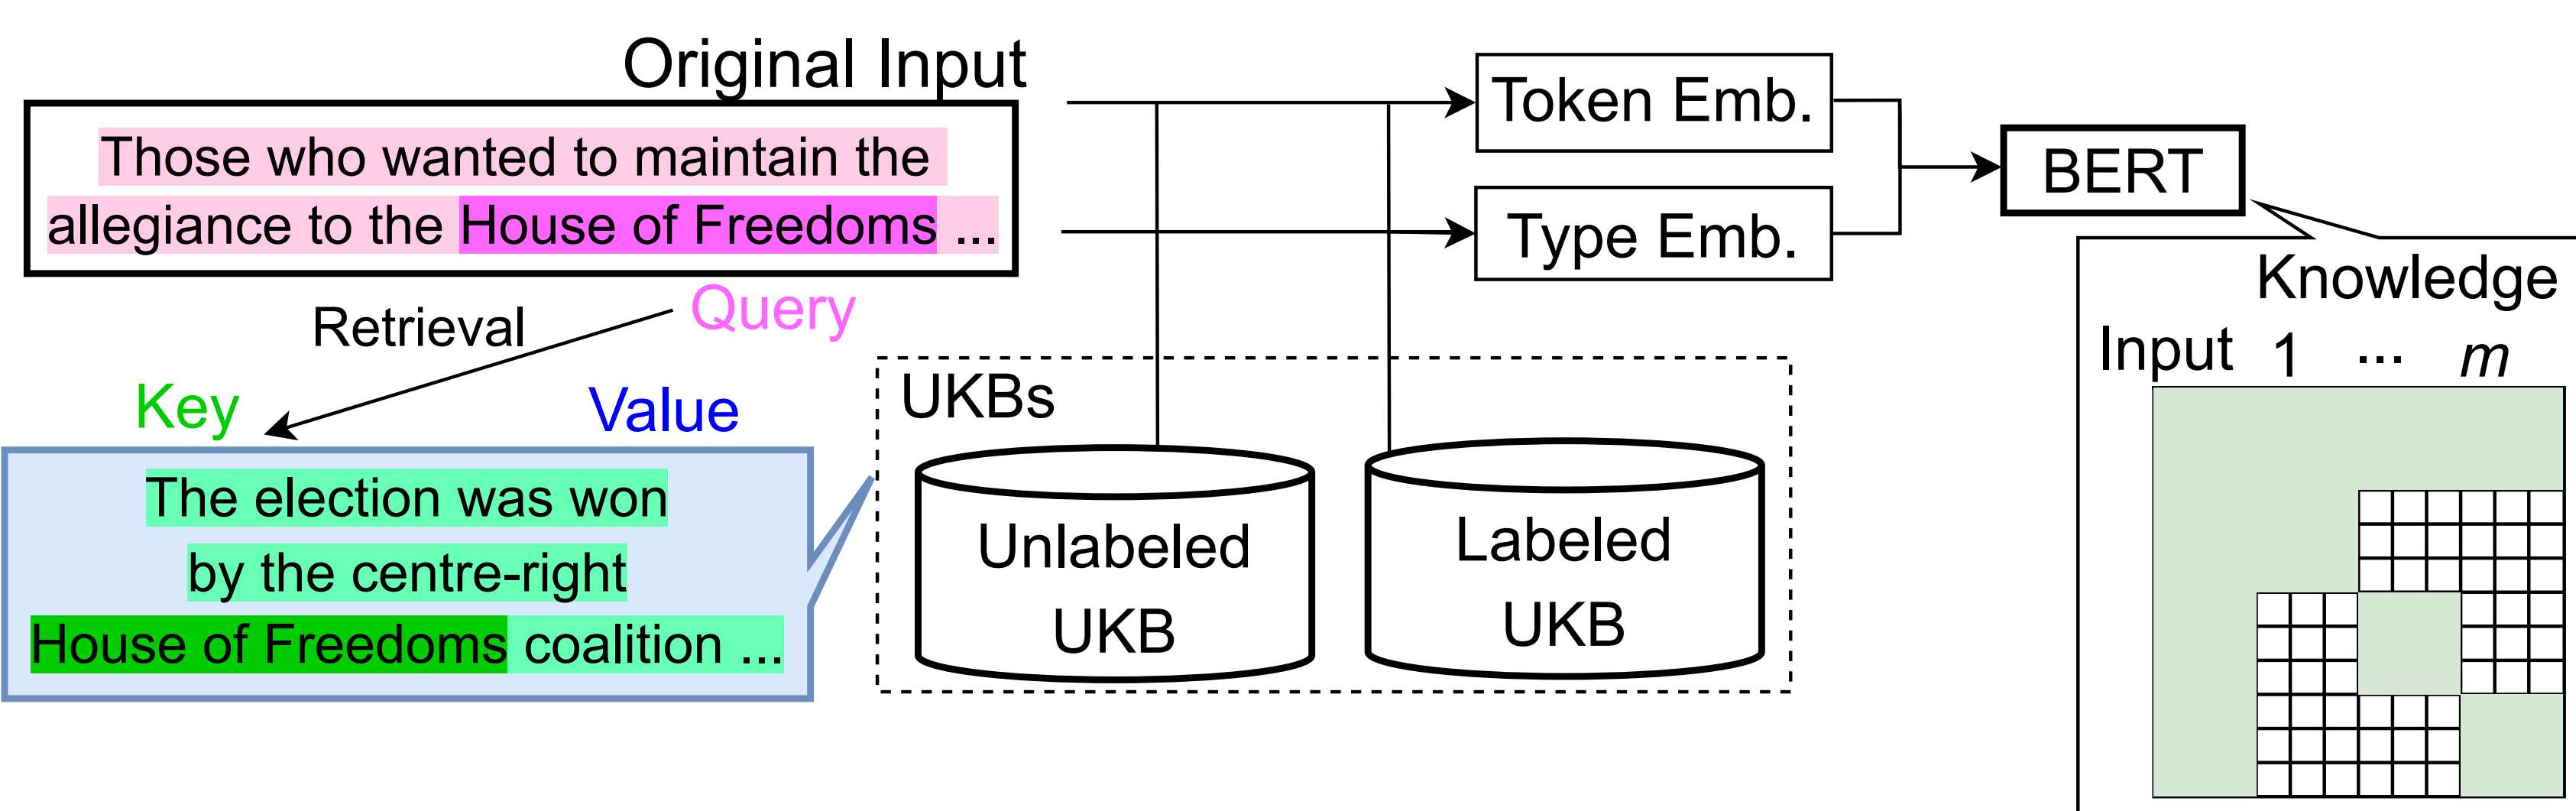 Original Input
Those who wanted to maintain the
allegiance to the House of Freedoms ...
Query
Retrieval
Key
Value
The election was won
by the centre-right
House of Freedoms coalition ...
UKBs
Unlabeled
UKB
Labeled
UKB
Token Emb.
Type Emb.
BERT
Knowledge
Input 1 ... m